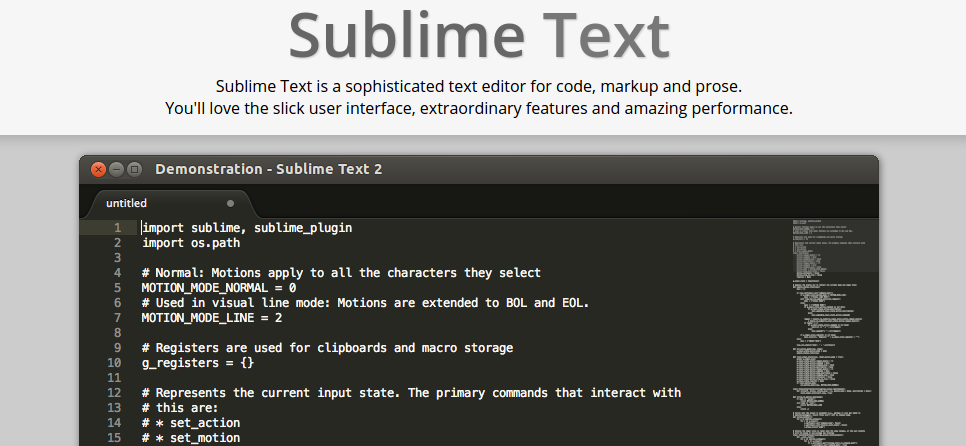 Sublime Text
Sublime Text is a sophisticated text editor for code, markup and prose.
You'll love the slick user interface, extraordinary features and amazing performance.
Demonstration - Sublime Text 2
untitled
1 import sublime, sublime_plugin
2 import os.path
3
4 # Normal: Motions apply to all the characters they select
5 MOTION_MODE_NORMAL = 0
6 # Used in visual line mode: Motions are extended to BOL and EOL.
7 MOTION_MODE_LINE = 2
8
9 # Registers are used for clipboards and macro storage
10 g_registers = {}
11
12 # Represents the current input state. The primary commands that interact with
13 # this are:
14 # * set_action
15 # * set_motion